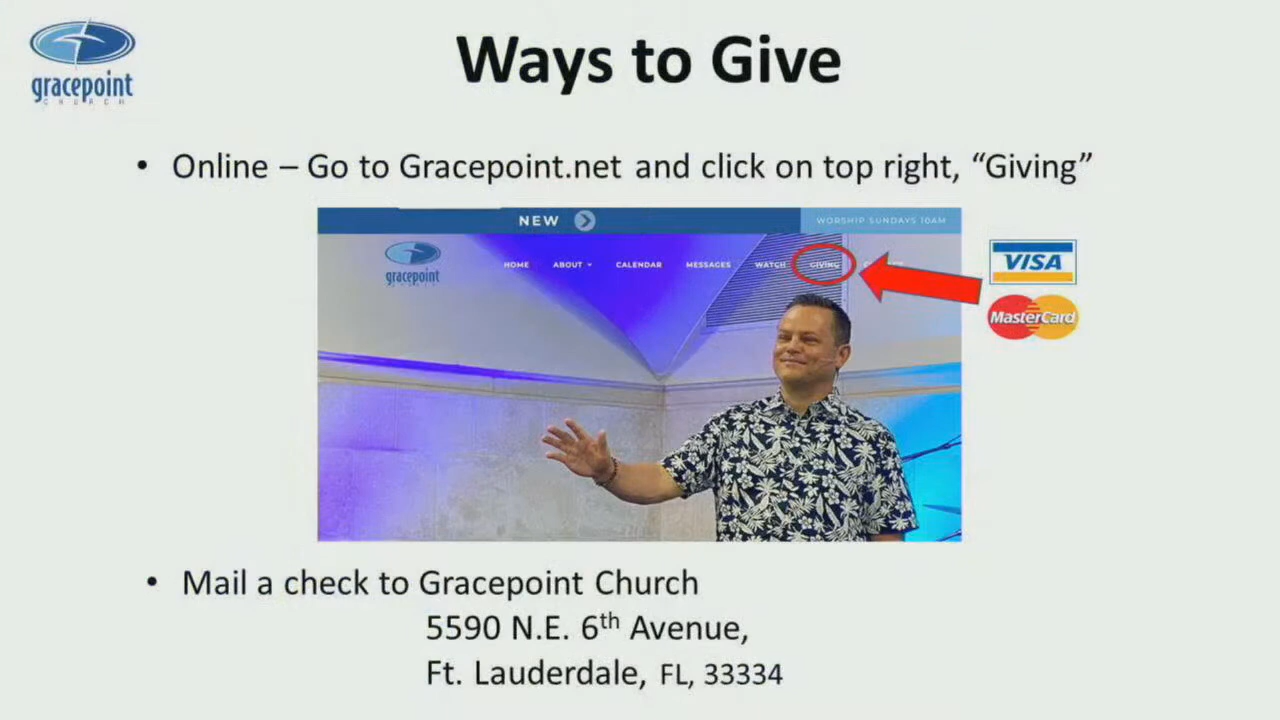 gracepoint
CHURCH
Ways to Give
• Online – Go to Gracepoint.net and click on top right, “Giving”
NEW
WORSHIP SUNDAYS 10AM
gracepoint
HOME ABOUT CALENDAR MESSAGES WATCH GIVING
VISA
MasterCard
• Mail a check to Gracepoint Church
5590 N.E. 6th Avenue,
Ft. Lauderdale, FL, 33334